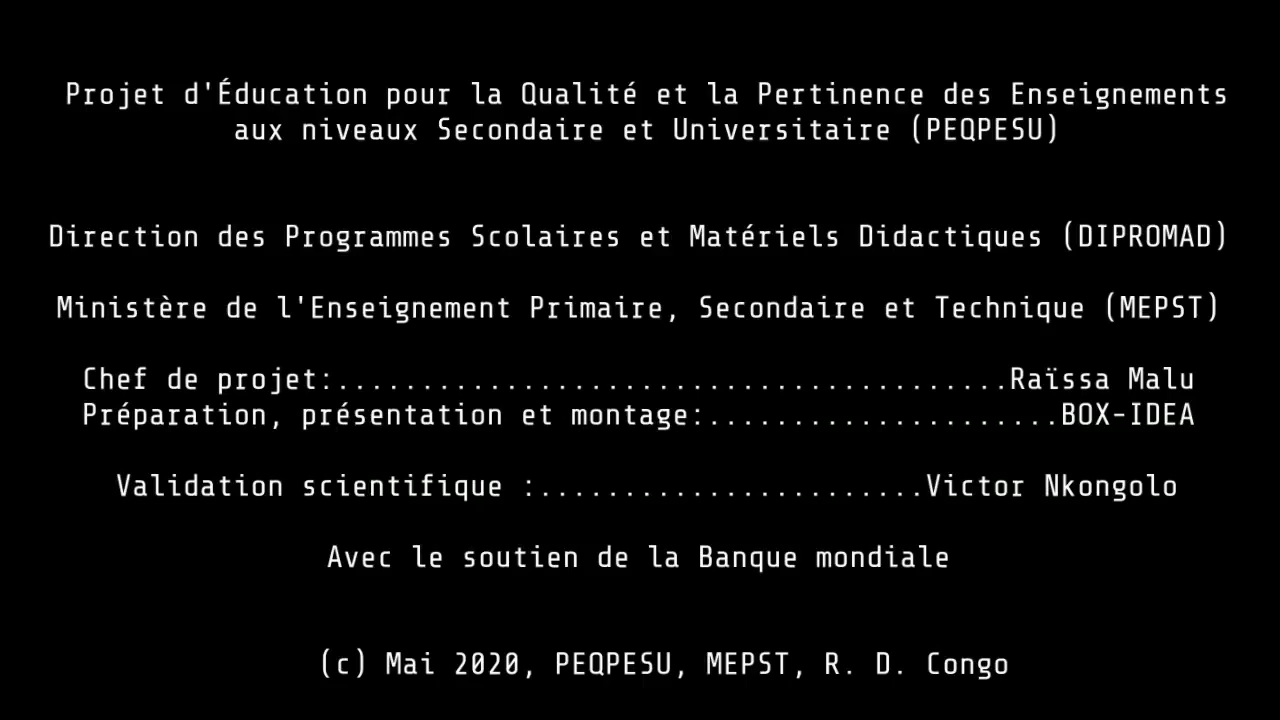 Projet d'Éducation pour la Qualité et la Pertinence des Enseignements
aux niveaux Secondaire et Universitaire (PEQPESU)
Direction des Programmes Scolaires et Matériels Didactiques (DIPROMAD)
Ministère de l'Enseignement Primaire, Secondaire et Technique (MEPST)
Chef de projet:........................................Raïssa Malu
Préparation, présentation et montage:.....................BOX-IDEA
Validation scientifique :.......................Victor Nkongolo
Avec le soutien de la Banque mondiale
(c) Mai 2020, PEQPESU, MEPST, R. D. Congo